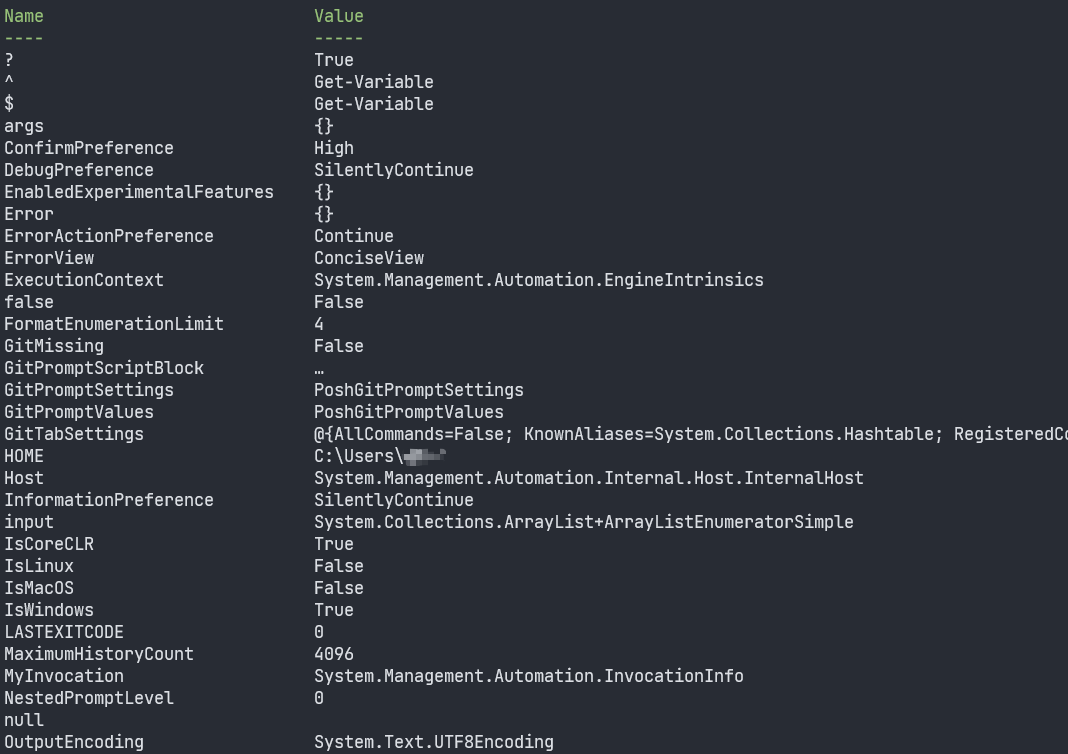 Name Value
---- -----
? True
^ Get-Variable
$ Get-Variable
args {}
ConfirmPreference High
DebugPreference SilentlyContinue
EnabledExperimentalFeatures {}
Error {}
ErrorActionPreference Continue
ErrorView ConciseView
ExecutionContext System.Management.Automation.EngineIntrinsics
false False
FormatEnumerationLimit 4
GitMissing False
GitPromptScriptBlock …
GitPromptSettings PoshGitPromptSettings
GitPromptValues PoshGitPromptValues
GitTabSettings @{AllCommands=False; KnownAliases=System.Collections.Hashtable; RegisteredCo
HOME C:\Users\
Host System.Management.Automation.Internal.Host.InternalHost
InformationPreference SilentlyContinue
input System.Collections.ArrayList+ArrayListEnumeratorSimple
IsCoreCLR True
IsLinux False
IsMacOS False
IsWindows True
LASTEXITCODE 0
MaximumHistoryCount 4096
MyInvocation System.Management.Automation.InvocationInfo
NestedPromptLevel 0
null
OutputEncoding System.Text.UTF8Encoding